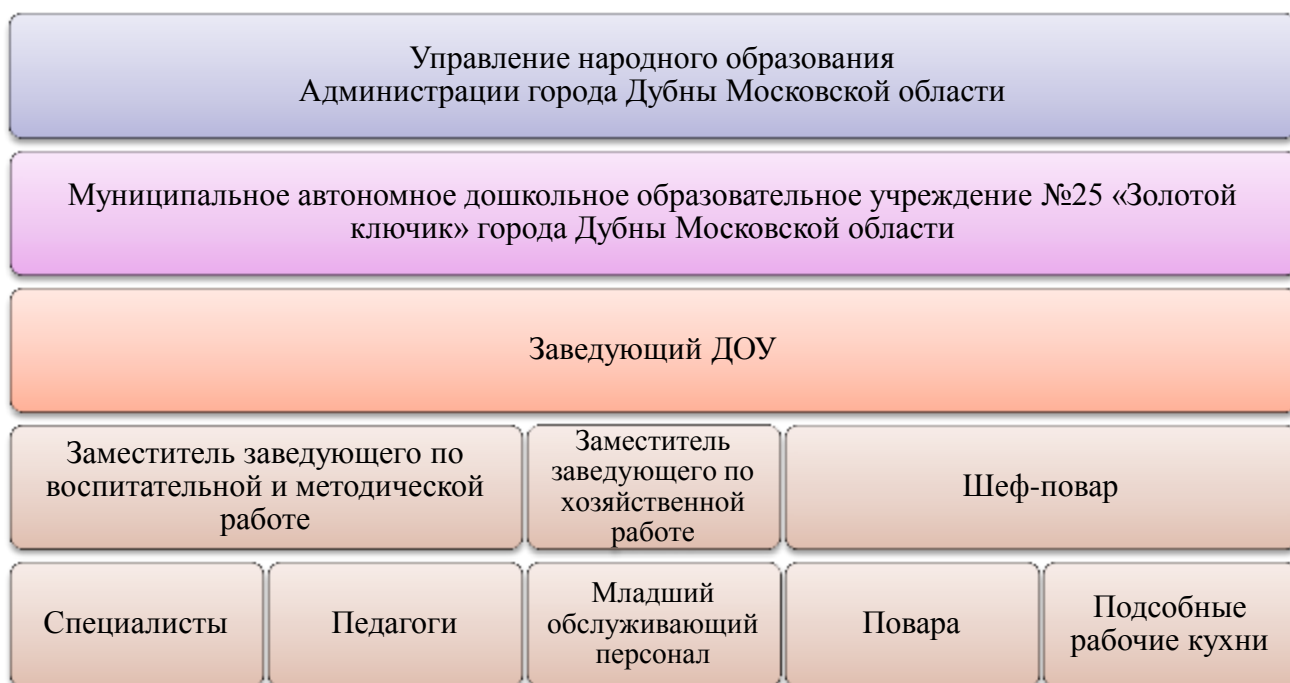 Управление народного образования
Администрации города Дубны Московской области
Муниципальное автономное дошкольное образовательное учреждение №25 «Золотой
ключик» города Дубны Московской области
Заведующий ДОУ
Заместитель заведующего по
воспитательной и методической
работе
Заместитель
заведующего по
хозяйственной
работе
Шеф-повар
Специалисты
Педагоги
Младший
обслуживающий
персонал
Повара
Подсобные
рабочие кухни